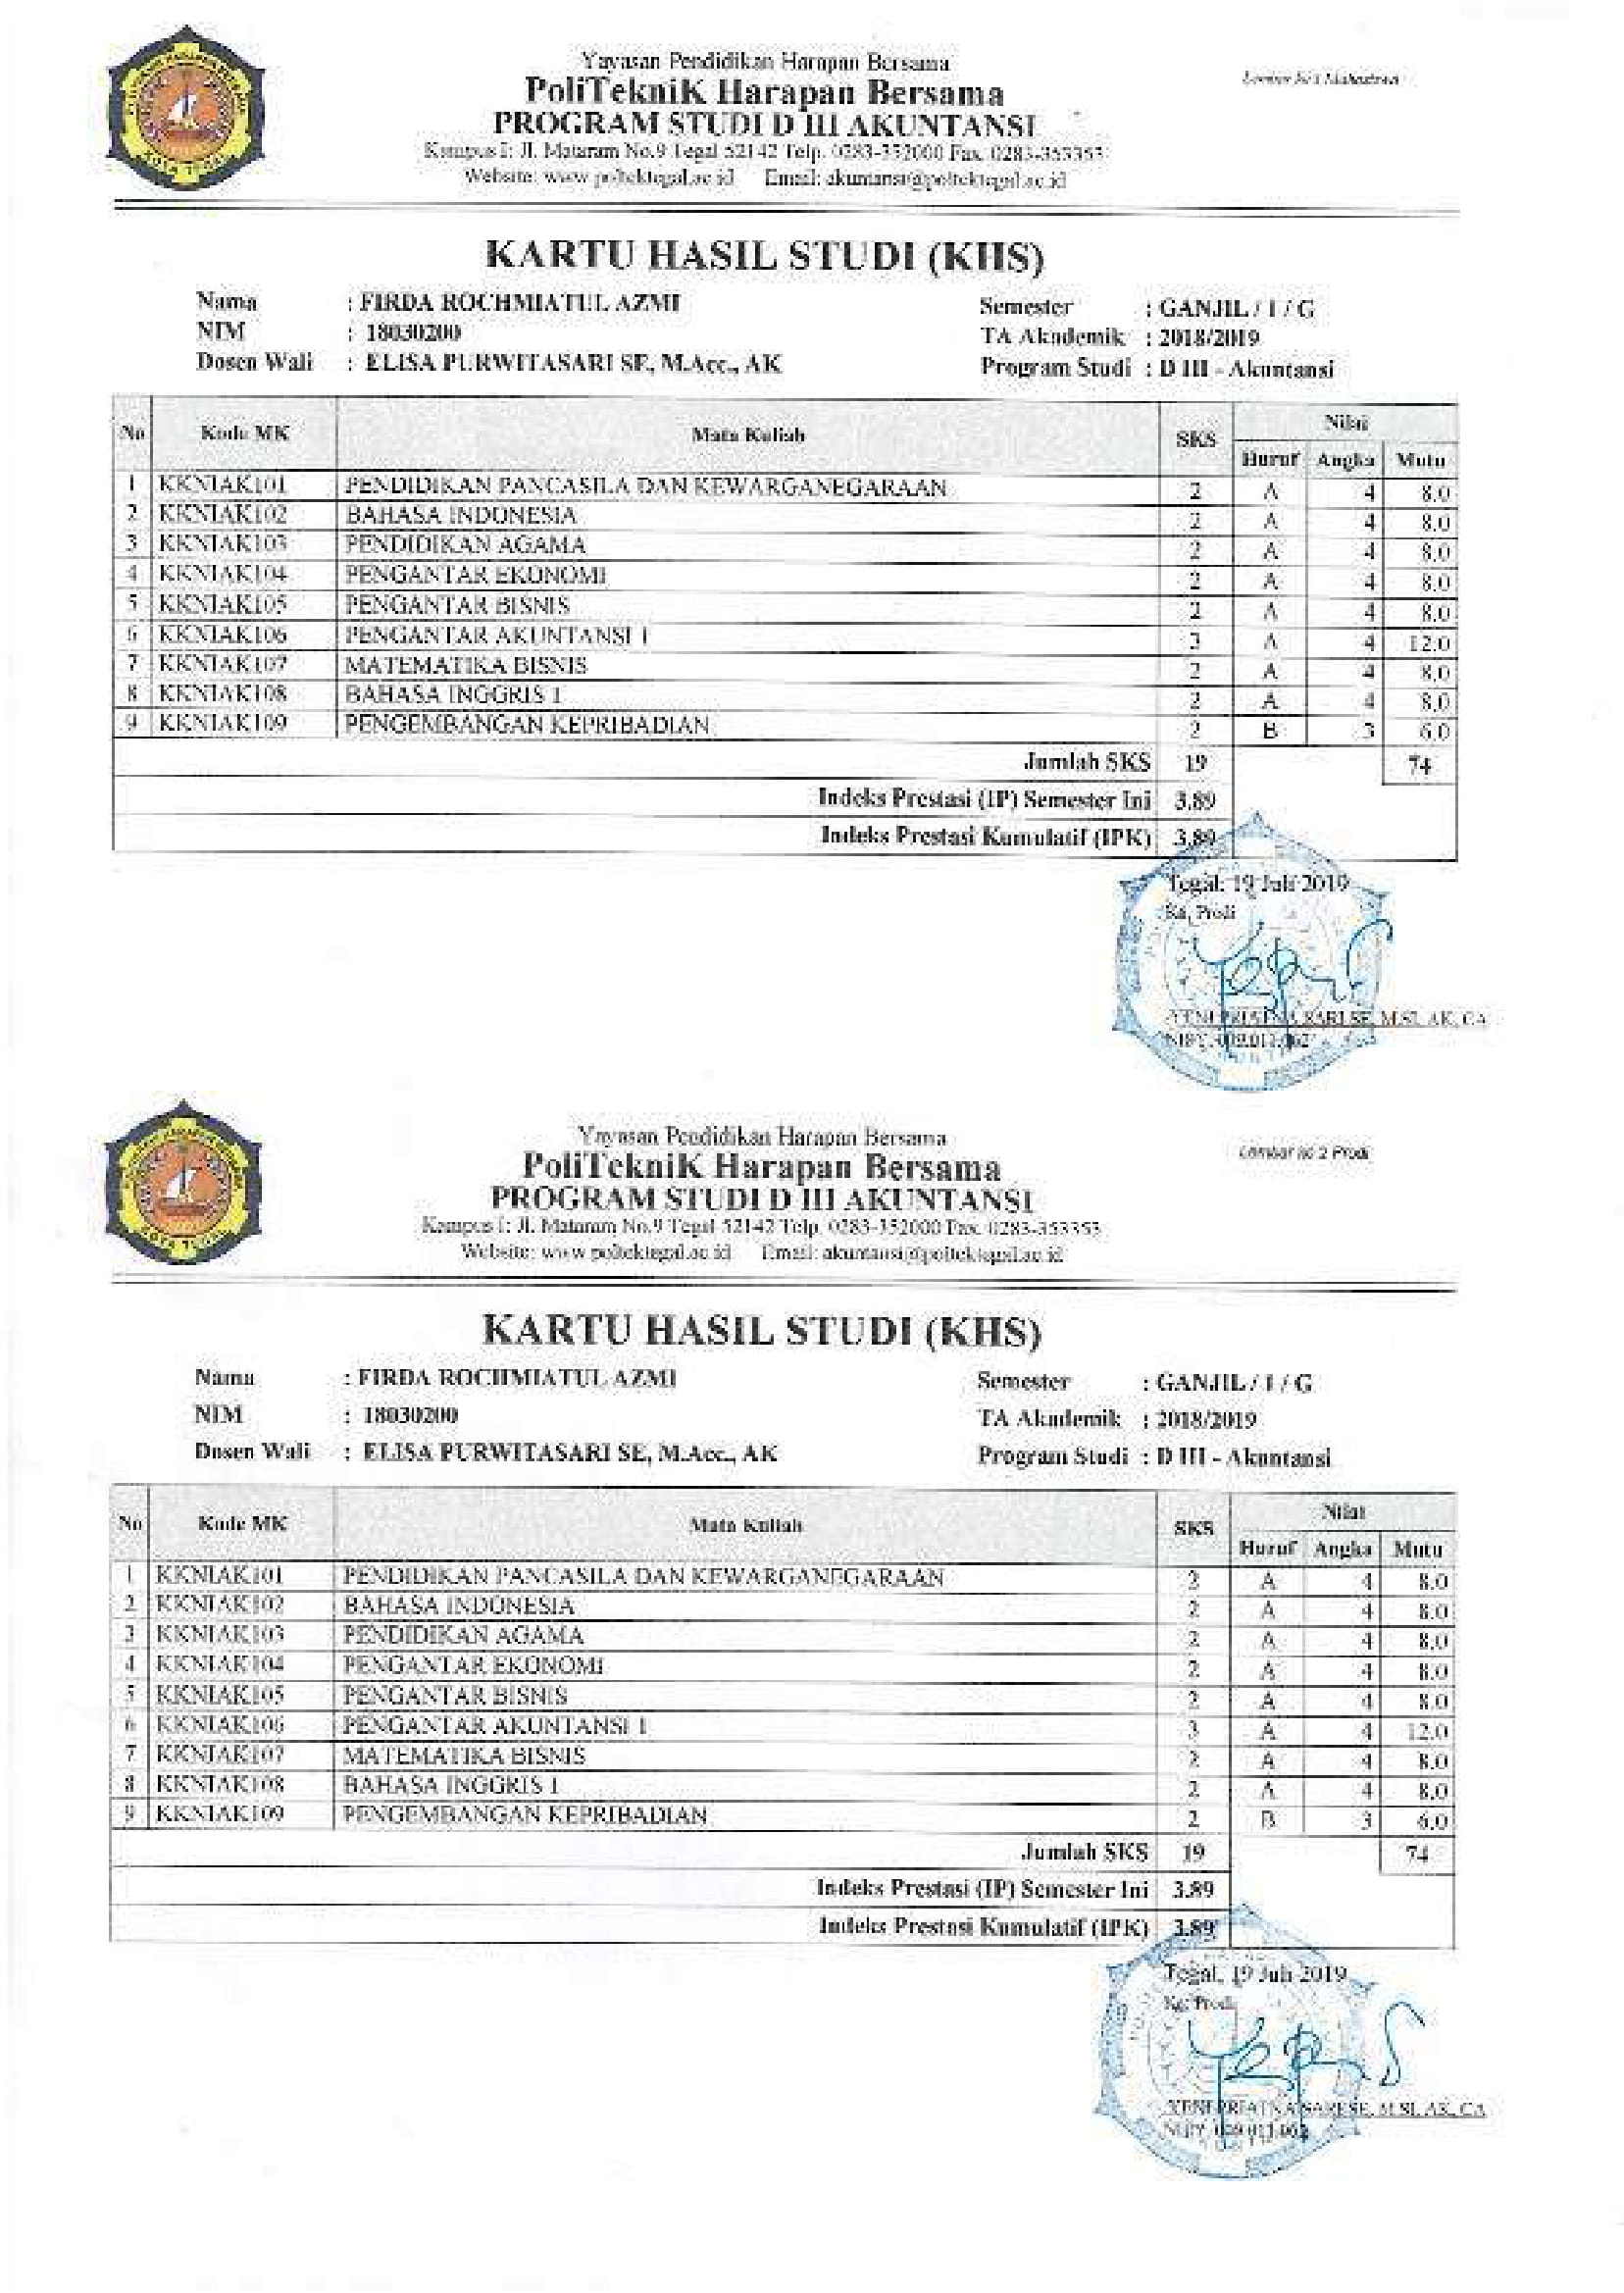 Yayasan Pendidikan Harapan Bersama
PoliTekniK Harapan Bersama
PROGRAM STUDI D III AKUNTANSI
Kampus I: Jl. Mataram No.9 Tegal 52142 Telp. 0283-352000 Fax. 0283-353353
Website: www.poltektegal.ac.id Email: akuntansi@poltektegal.ac.id
Lembar ke 1 Mahasiswa
KARTU HASIL STUDI (KHS)
Nama : FIRDA ROCHMIATUL AZMI Semester : GANJIL / 1 / G
NIM : 18030200 TA Akademik : 2018/2019
Dosen Wali : ELISA PURWITASARI SE, M.Acc., AK Program Studi : D III - Akuntansi
No Kode MK Mata Kuliah SKS Nilai
Huruf Angka Mutu
1 KKNIAK101 PENDIDIKAN PANCASILA DAN KEWARGANEGARAAN 2 A 4 8.0
2 KKNIAK102 BAHASA INDONESIA 2 A 4 8.0
3 KKNIAK103 PENDIDIKAN AGAMA 2 A 4 8.0
4 KKNIAK104 PENGANTAR EKONOMI 2 A 4 8.0
5 KKNIAK105 PENGANTAR BISNIS 2 A 4 8.0
6 KKNIAK106 PENGANTAR AKUNTANSI 1 3 A 4 12.0
7 KKNIAK107 MATEMATIKA BISNIS 2 A 4 8.0
8 KKNIAK108 BAHASA INGGRIS 1 2 A 4 8.0
9 KKNIAK109 PENGEMBANGAN KEPRIBADIAN 2 B 3 6.0
Jumlah SKS 19 74
Indeks Prestasi (IP) Semester Ini 3.89
Indeks Prestasi Kumulatif (IPK) 3.89
Tegal, 19 Juli 2019
Ka. Prodi
YENI PRIATNA SARI SE, M.SI, AK, CA
NIPY. 009.011.062
Yayasan Pendidikan Harapan Bersama
PoliTekniK Harapan Bersama
PROGRAM STUDI D III AKUNTANSI
Kampus I: Jl. Mataram No.9 Tegal 52142 Telp. 0283-352000 Fax. 0283-353353
Website: www.poltektegal.ac.id Email: akuntansi@poltektegal.ac.id
Lembar ke 2 Prodi
KARTU HASIL STUDI (KHS)
Nama : FIRDA ROCHMIATUL AZMI Semester : GANJIL / 1 / G
NIM : 18030200 TA Akademik : 2018/2019
Dosen Wali : ELISA PURWITASARI SE, M.Acc., AK Program Studi : D III - Akuntansi
No Kode MK Mata Kuliah SKS Nilai
Huruf Angka Mutu
1 KKNIAK101 PENDIDIKAN PANCASILA DAN KEWARGANEGARAAN 2 A 4 8.0
2 KKNIAK102 BAHASA INDONESIA 2 A 4 8.0
3 KKNIAK103 PENDIDIKAN AGAMA 2 A 4 8.0
4 KKNIAK104 PENGANTAR EKONOMI 2 A 4 8.0
5 KKNIAK105 PENGANTAR BISNIS 2 A 4 8.0
6 KKNIAK106 PENGANTAR AKUNTANSI 1 3 A 4 12.0
7 KKNIAK107 MATEMATIKA BISNIS 2 A 4 8.0
8 KKNIAK108 BAHASA INGGRIS 1 2 A 4 8.0
9 KKNIAK109 PENGEMBANGAN KEPRIBADIAN 2 B 3 6.0
Jumlah SKS 19 74
Indeks Prestasi (IP) Semester Ini 3.89
Indeks Prestasi Kumulatif (IPK) 3.89
Tegal, 19 Juli 2019
Ka. Prodi
YENI PRIATNA SARI SE, M.SI, AK, CA
NIPY. 009.011.062